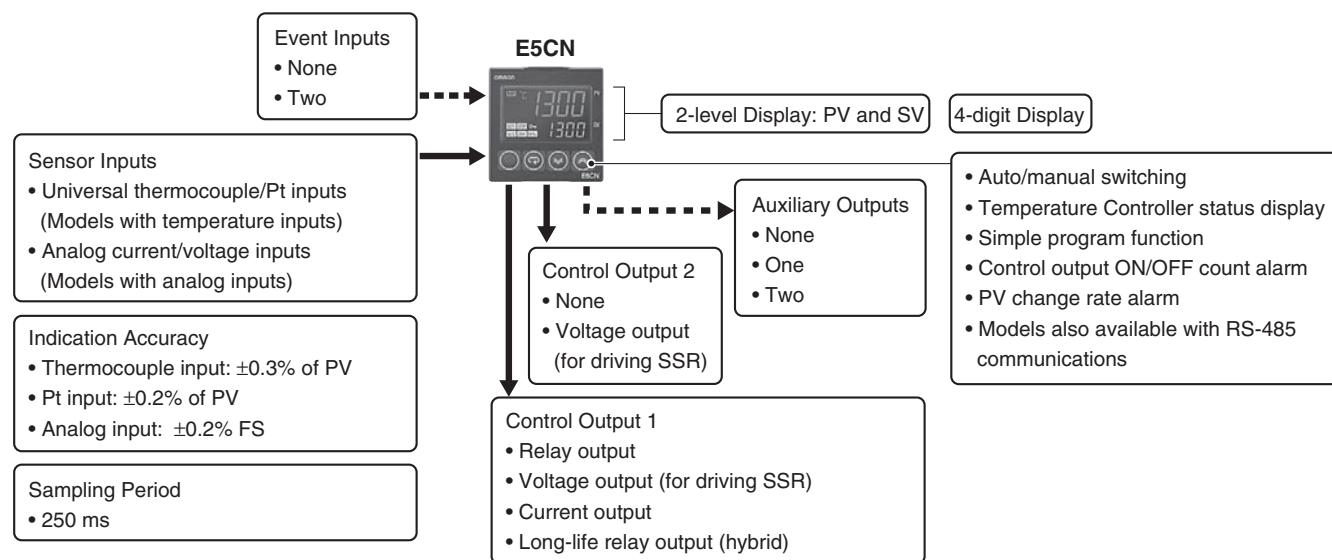 Event Inputs
• None
• Two
E5CN
OMRON
1300
PV
1300
SV
E5CN
2-level Display: PV and SV
4-digit Display
Sensor Inputs
• Universal thermocouple/Pt inputs
(Models with temperature inputs)
• Analog current/voltage inputs
(Models with analog inputs)
Indication Accuracy
• Thermocouple input: ±0.3% of PV
• Pt input: ±0.2% of PV
• Analog input: ±0.2% FS
Sampling Period
• 250 ms
Control Output 2
• None
• Voltage output
(for driving SSR)
Auxiliary Outputs
• None
• One
• Two
• Auto/manual switching
• Temperature Controller status display
• Simple program function
• Control output ON/OFF count alarm
• PV change rate alarm
• Models also available with RS-485
communications
Control Output 1
• Relay output
• Voltage output (for driving SSR)
• Current output
• Long-life relay output (hybrid)